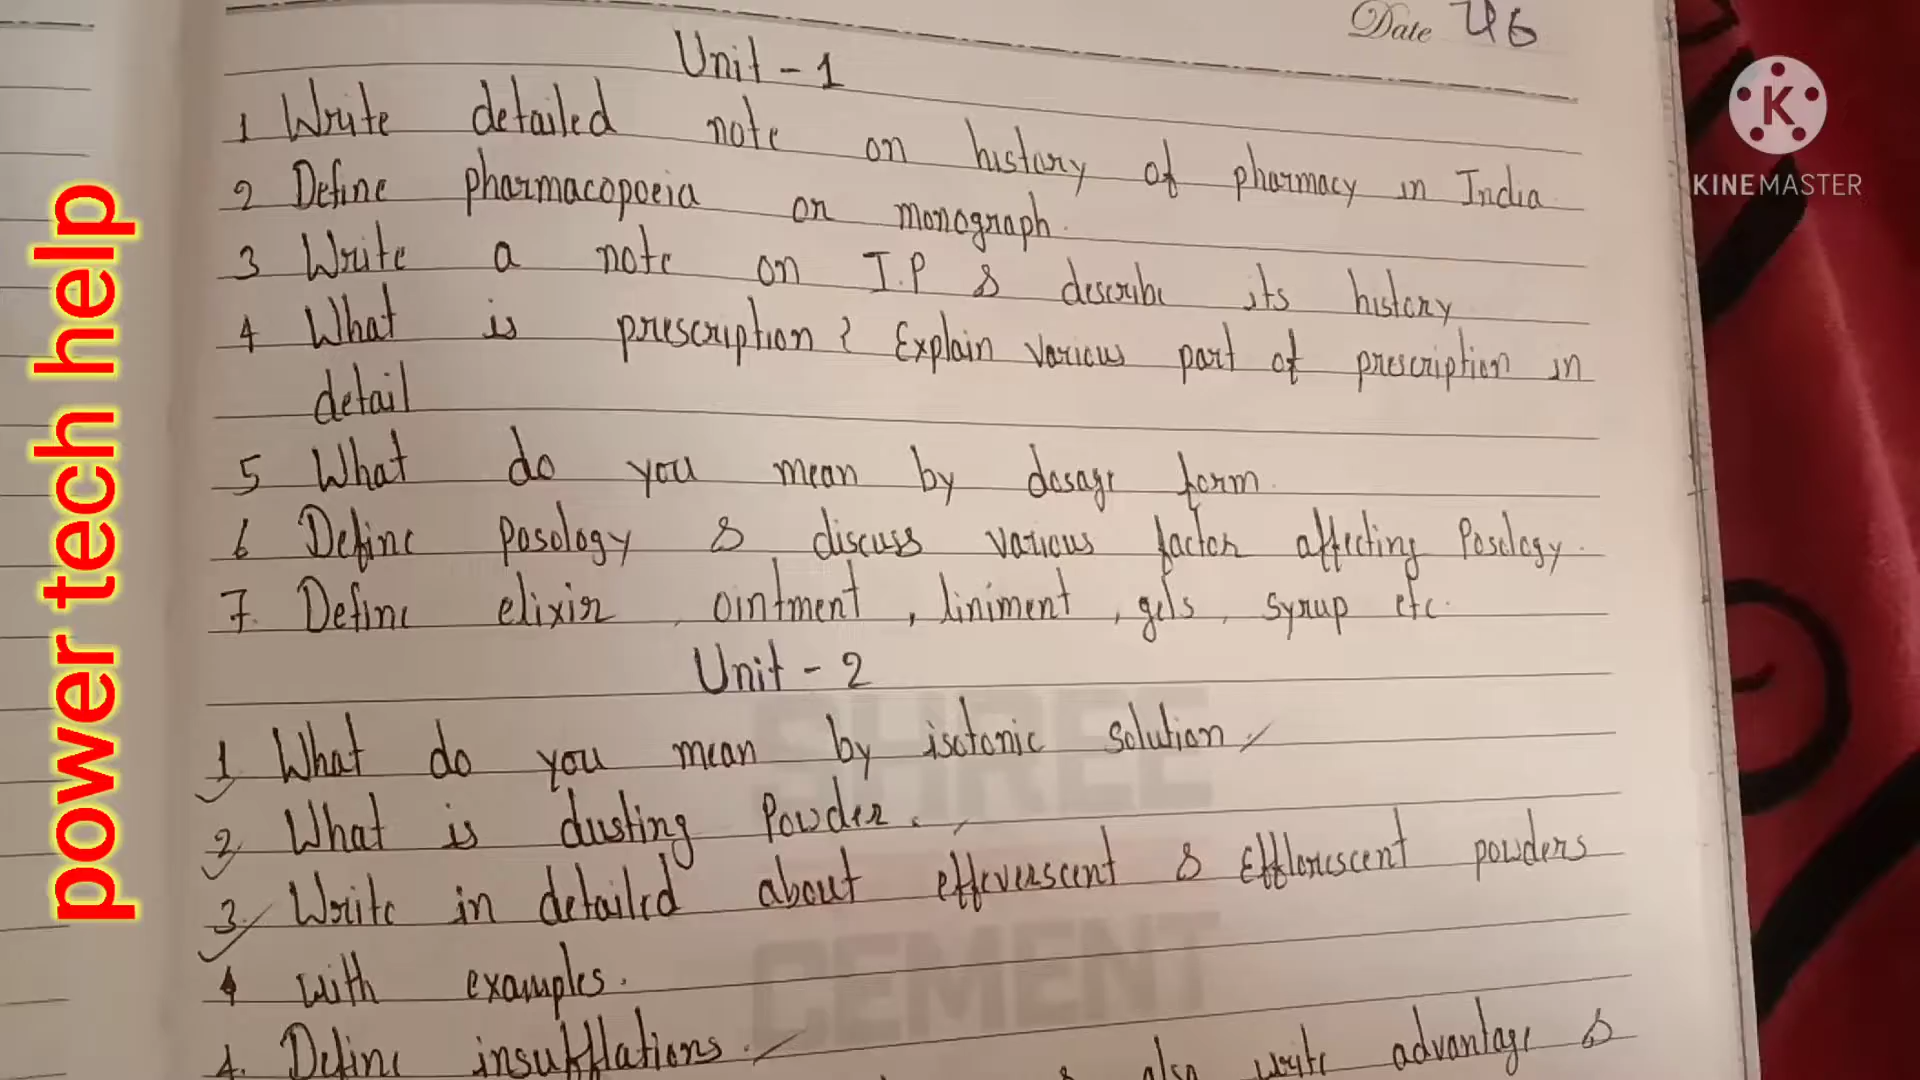 Date 46
Unit - 1
1 Write detailed note on history of pharmacy in India
2 Define pharmacopoeia or monograph.
3 Write a note on I.P & describe its history
4 What is prescription? Explain various part of prescription in
detail
5 What do you mean by dosage form.
6 Define posology & discuss various factor affecting Posology.
7. Define elixir, ointment, liniment, gels, syrup etc.
Unit - 2
1 What do you mean by isotonic solution
2 What is dusting Powder.
3. Write in detailed about effeverscent & Efflorescent powders
4 with examples.
4. Define insufflations.
& also write advantage &
power tech help
K
KINEMASTER
SHREE
CEMENT